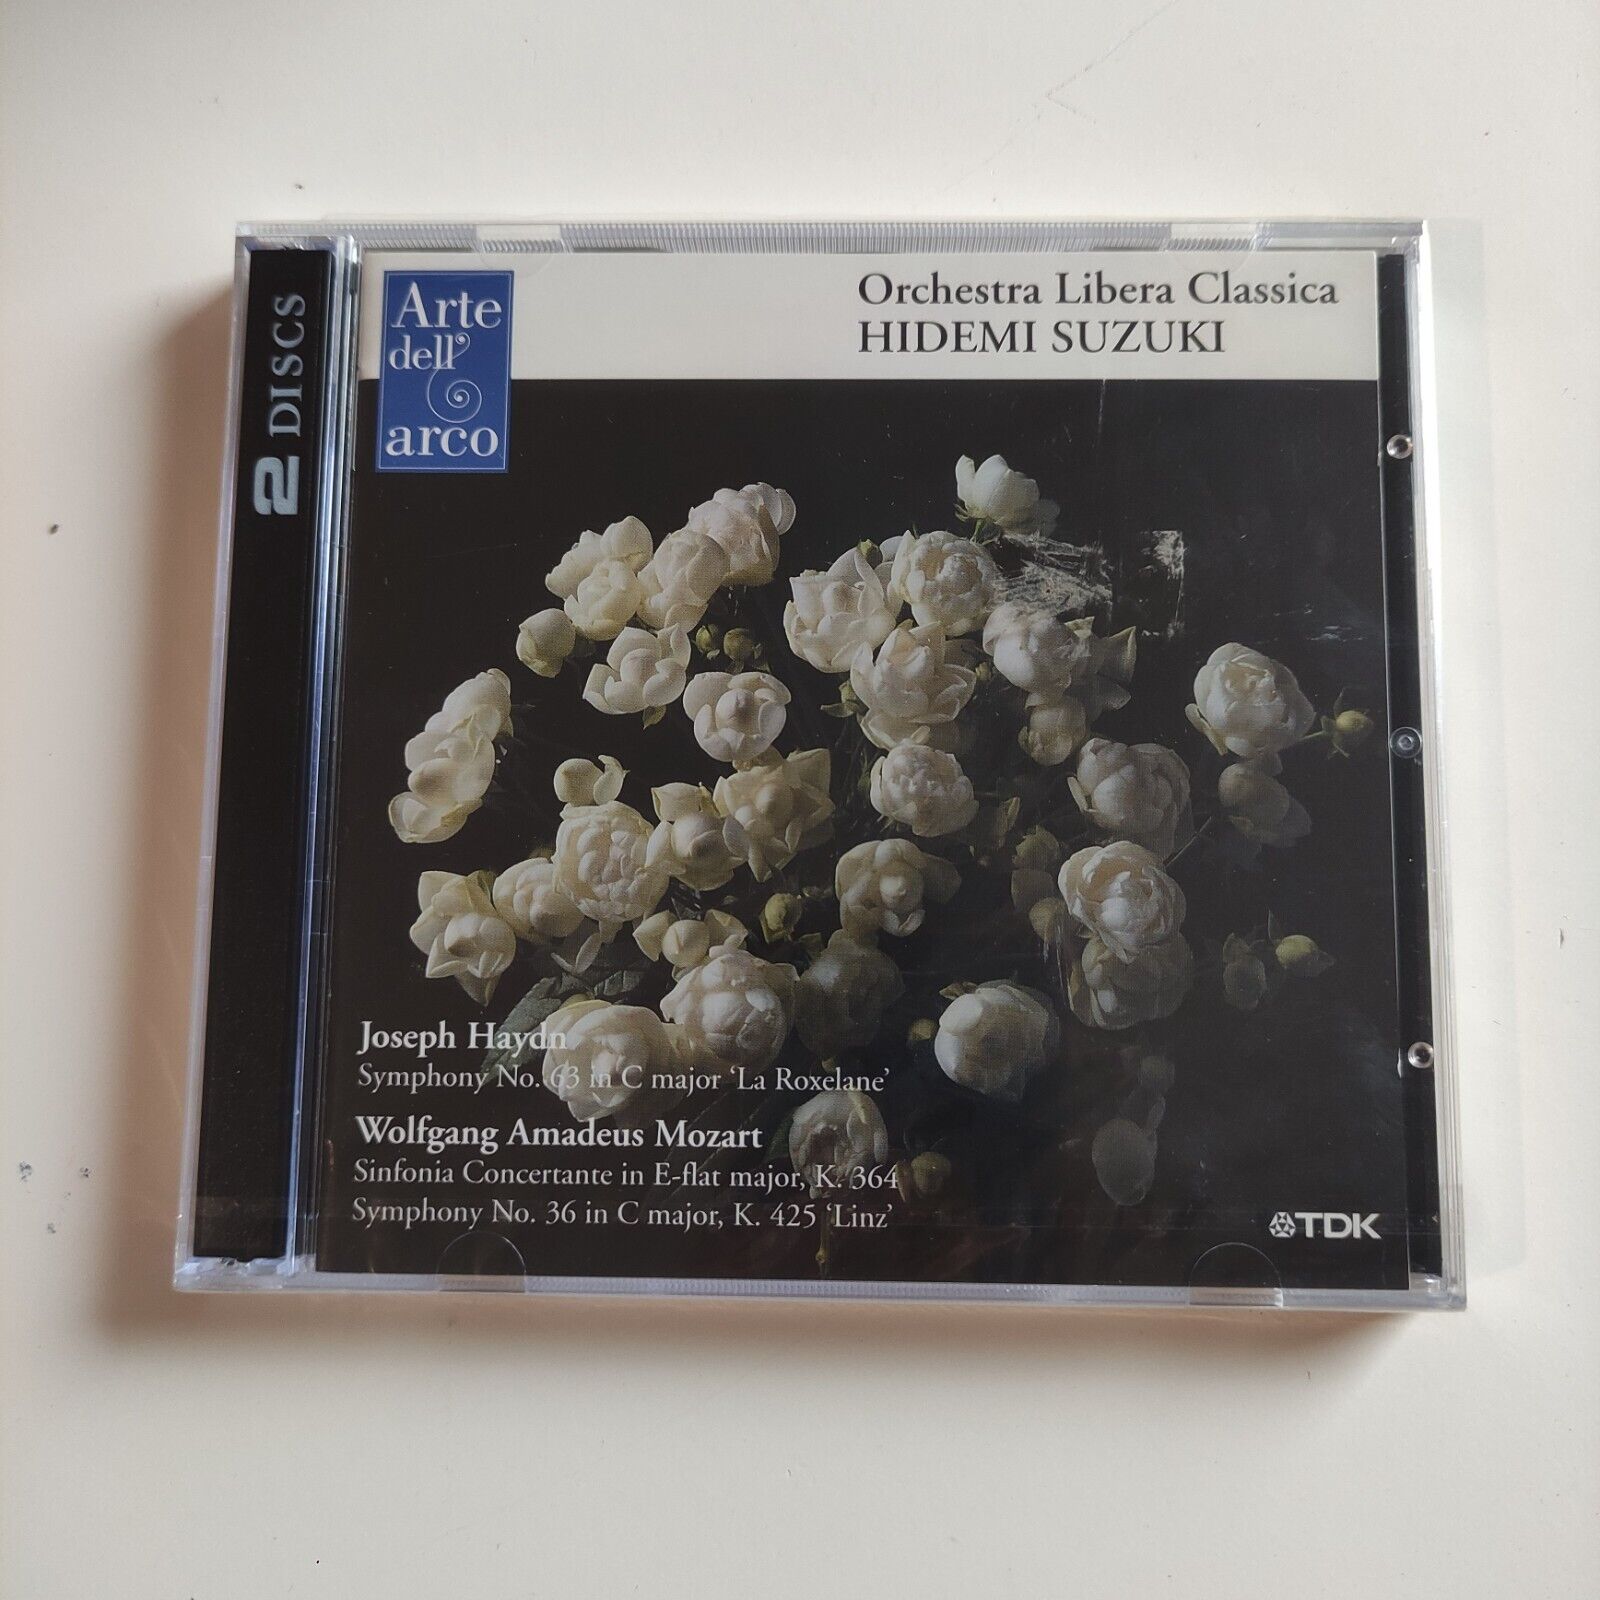 2 DISCS
Arte
dell'
arco
Orchestra Libera Classica
HIDEMI SUZUKI
Joseph Haydn
Symphony No. 63 in C major ‘La Roxelane’
Wolfgang Amadeus Mozart
Sinfonia Concertante in E-flat major, K. 364
Symphony No. 36 in C major, K. 425 ‘Linz’
TDK